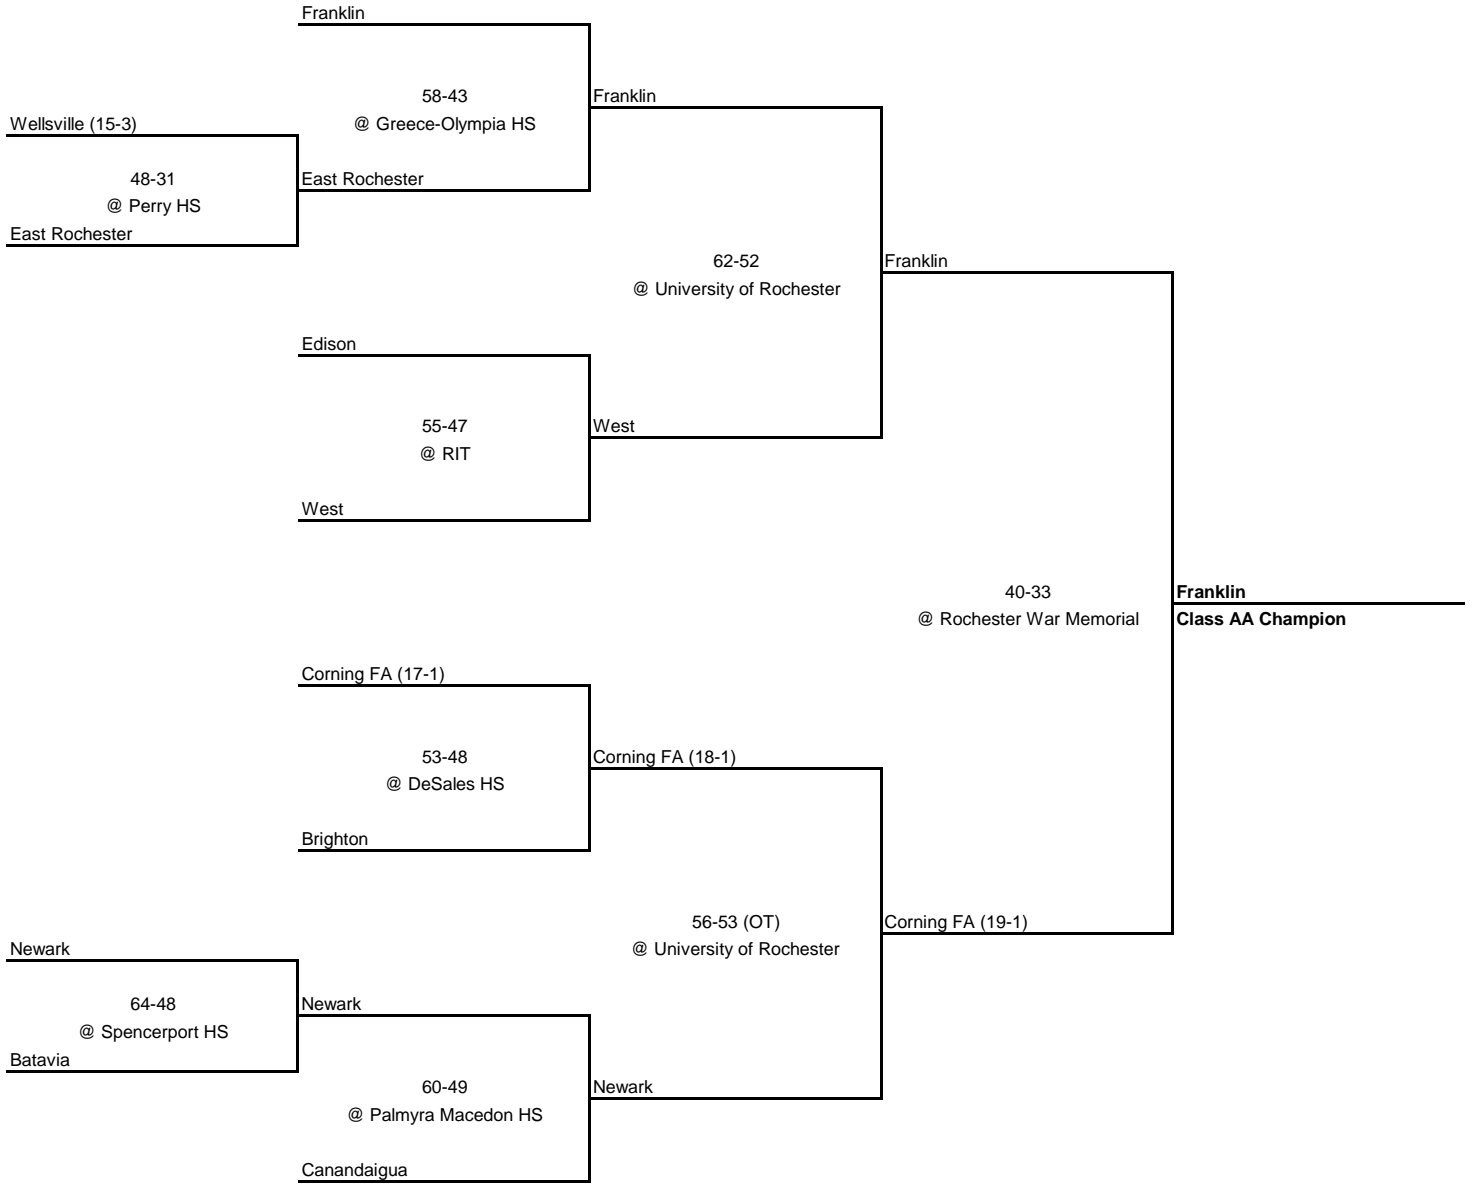 Franklin
58-43
@ Greece-Olympia HS
Franklin
Wellsville (15-3)
48-31
@ Perry HS
East Rochester
East Rochester
62-52
@ University of Rochester
Franklin
Edison
55-47
@ RIT
West
West
40-33
@ Rochester War Memorial
Franklin
Class AA Champion
Corning FA (17-1)
53-48
@ DeSales HS
Corning FA (18-1)
Brighton
56-53 (OT)
@ University of Rochester
Corning FA (19-1)
Newark
64-48
@ Spencerport HS
Newark
Batavia
60-49
@ Palmyra Macedon HS
Newark
Canandaigua